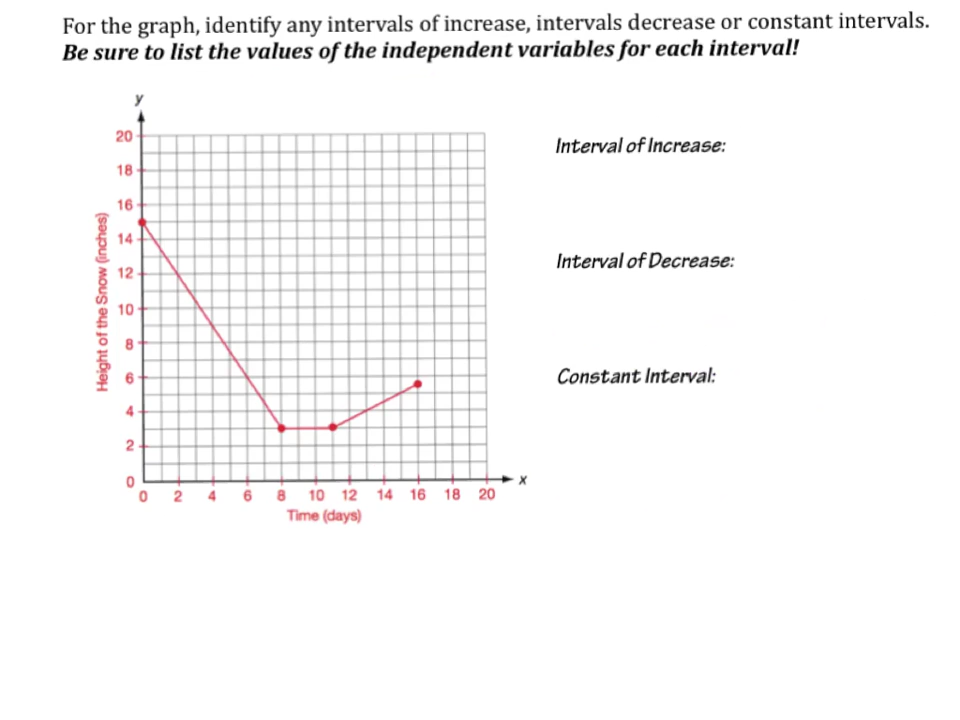 For the graph, identify any intervals of increase, intervals decrease or constant intervals.
Be sure to list the values of the independent variables for each interval!
y
20
18
16
14
12
10
8
6
4
2
0
Height of the Snow (inches)
0 2 4 6 8 10 12 14 16 18 20
x
Time (days)
Interval of Increase:
Interval of Decrease:
Constant Interval: